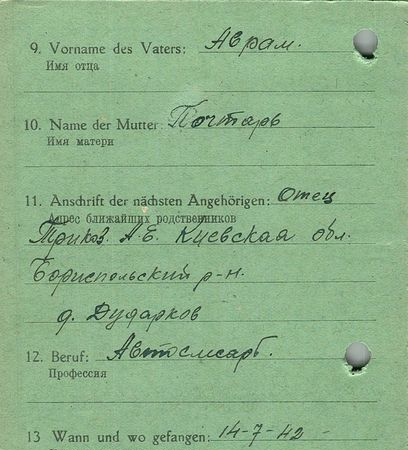 9. Vorname des Vaters: Аврам.
Имя отца
10. Name der Mutter: Почтарь
Имя матери
11. Anschrift der nächsten Angehörigen: Отец
Адрес ближайших родственников
А. Е. Киевская обл.
Бориспольский р-н.
д. Дударков
12. Beruf: Автослесарь.
Профессия
13 Wann und wo gefangen: 14-7-42 -